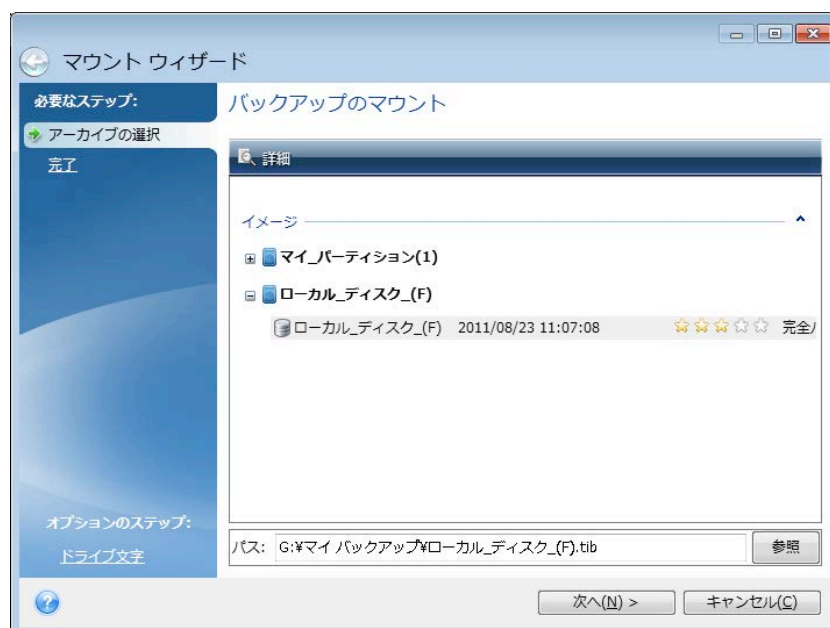 マウント ウィザード
必要なステップ:
アーカイブの選択
完了
オプションのステップ:
ドライブ文字
バックアップのマウント
詳細
イメージ
マイ_パーティション(1)
ローカル_ディスク_(F)
ローカル_ディスク_(F) 2011/08/23 11:07:08 完全/
パス: G:¥マイ バックアップ¥ローカル_ディスク_(F).tib 参照
次へ(N) > キャンセル(C)